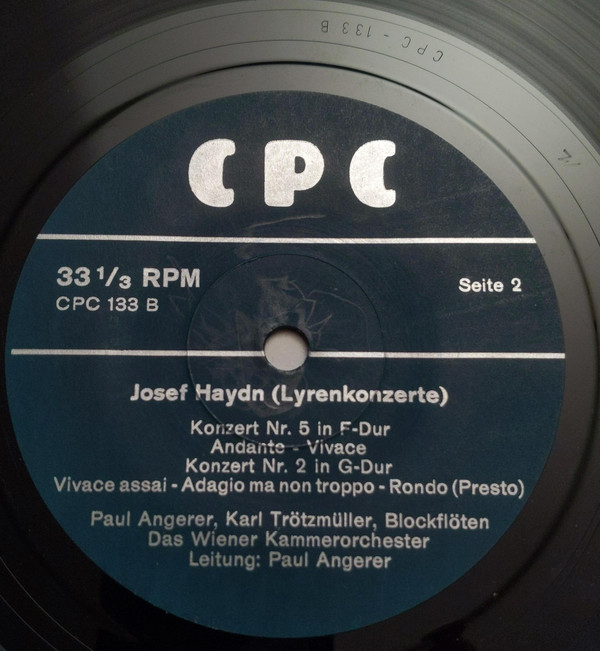 CPC - 133 B
CPC
33 1/3 RPM
Seite 2
CPC 133 B
Josef Haydn (Lyrenkonzerte)
Konzert Nr. 5 in F-Dur
Andante - Vivace
Konzert Nr. 2 in G-Dur
Vivace assai - Adagio ma non troppo - Rondo (Presto)
Paul Angerer, Karl Trötzmüller, Blockflöten
Das Wiener Kammerorchester
Leitung: Paul Angerer